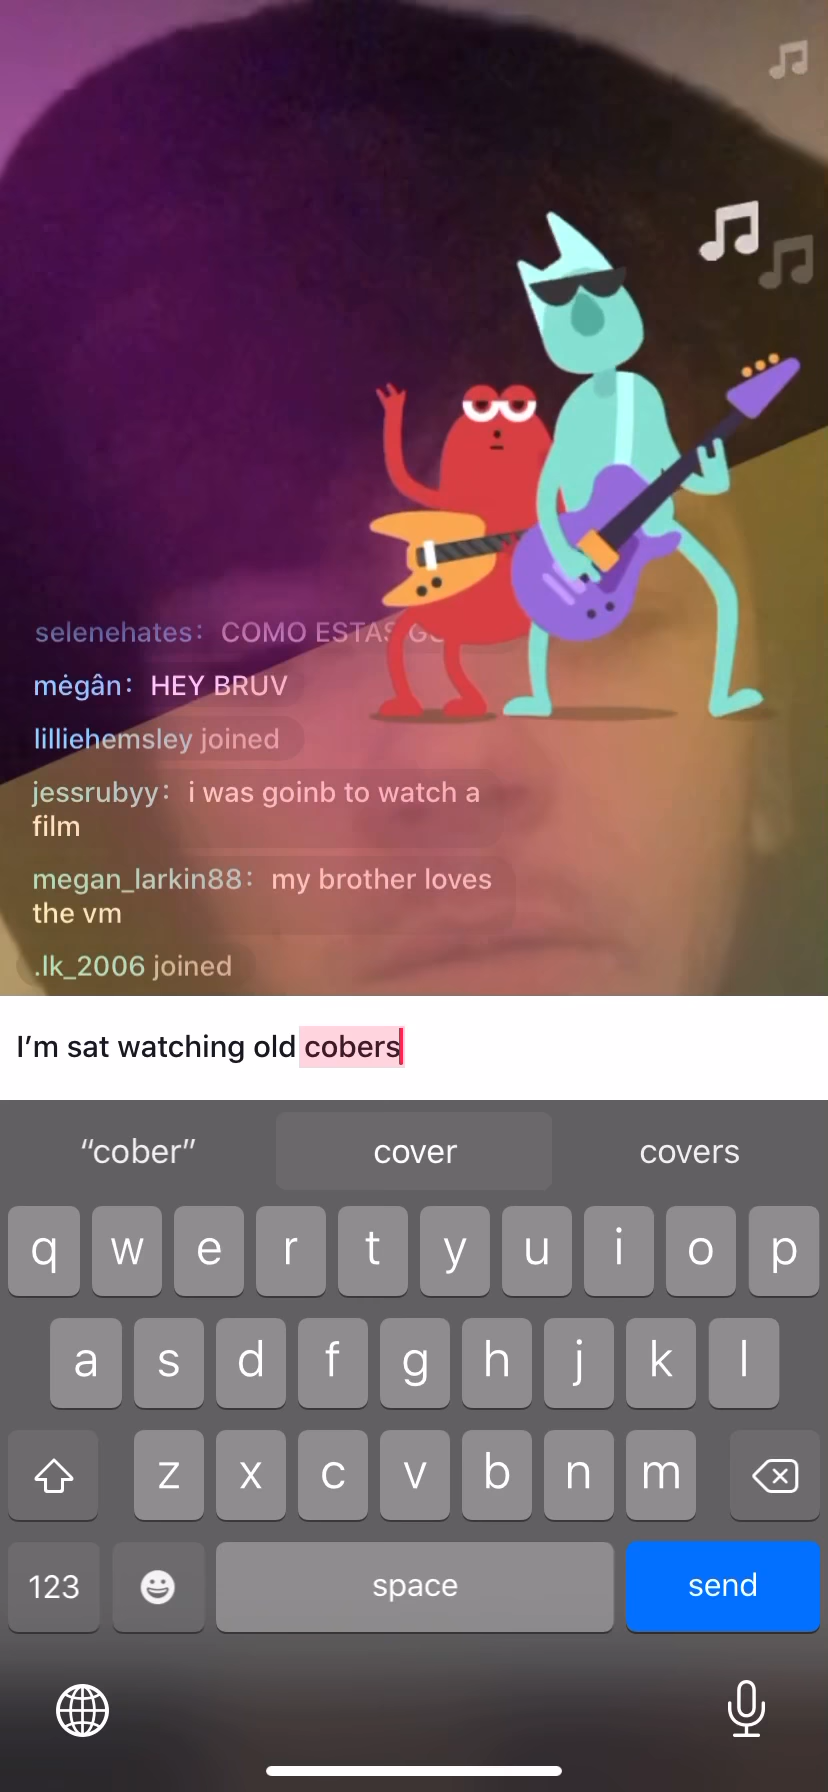 selenehates: COMO ESTAS
mėgân: HEY BRUV
lilliehemsley joined
jessrubyy: i was goinb to watch a
film
megan_larkin88: my brother loves
the vm
.lk_2006 joined
I'm sat watching old cobers
“cober” cover covers
q w e r t y u i o p
a s d f g h j k l
z x c v b n m
123 space send